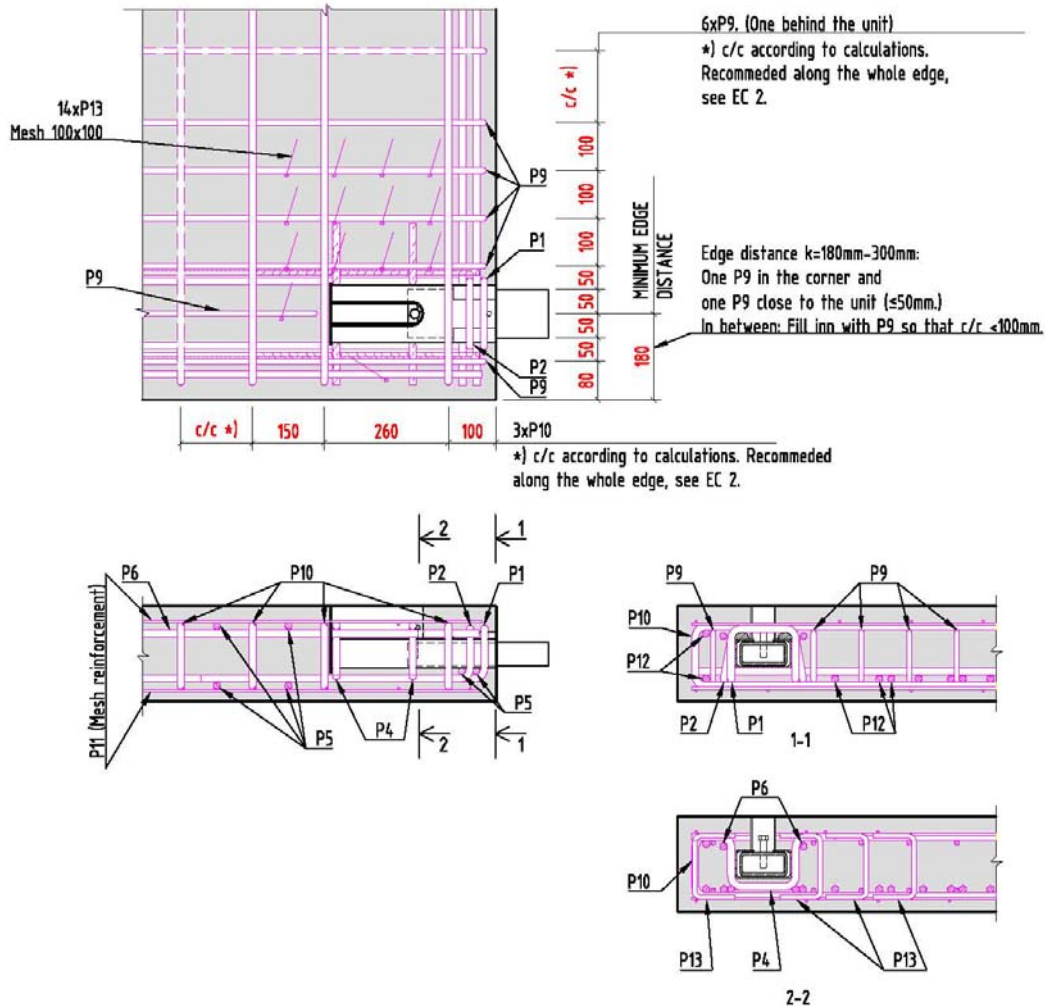 6xP9. (One behind the unit)
*) c/c according to calculations.
Recommeded along the whole edge,
see EC 2.
14xP13
Mesh 100x100
c/c *)
100
100
100
50
50
50
50
80
P9
P1
P9
P2
P9
MINIMUM EDGE
DISTANCE
180
Edge distance k=180mm-300mm:
One P9 in the corner and
one P9 close to the unit (≤50mm.)
In between: Fill inn with P9 so that c/c <100mm.
c/c *)
150
260
100
3xP10
*) c/c according to calculations. Recommeded
along the whole edge, see EC 2.
2
1
P6
P10
P2
P1
P11 (Mesh reinforcement)
P5
P4
P5
2
1
P9
P9
P10
P12
P2
P1
P12
1-1
P6
P10
P13
P4
P13
2-2